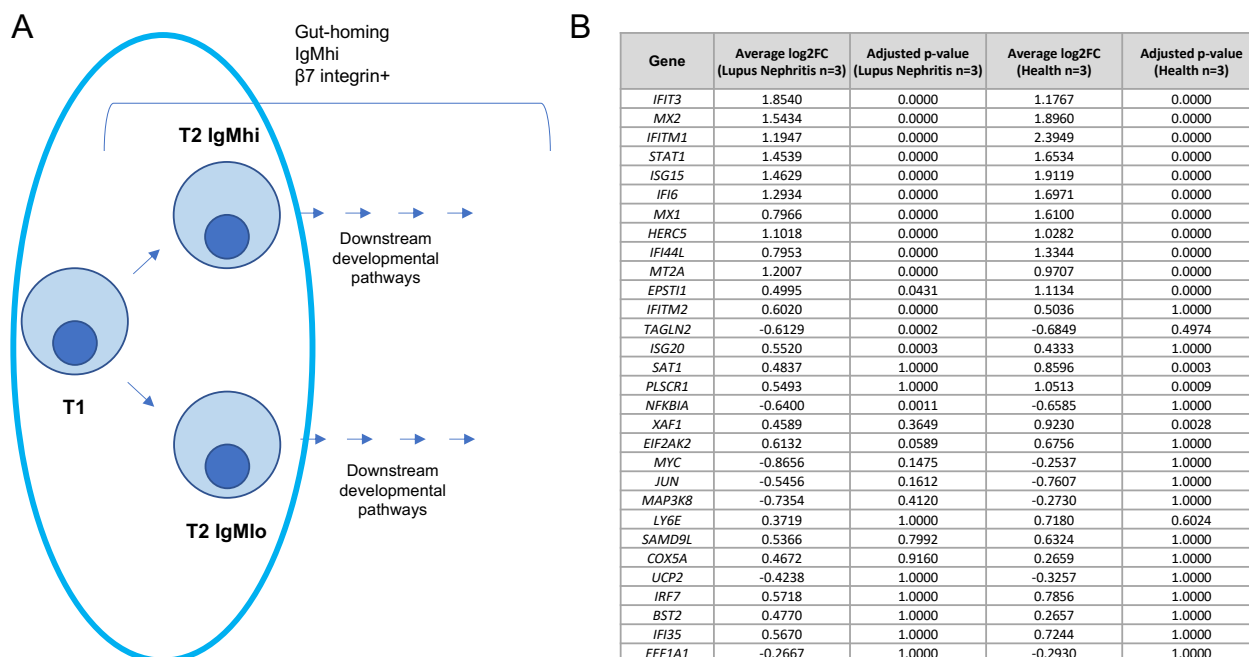 A
Gut-homing
IgMhi
β7 integrin+
T2 IgMhi
Downstream
developmental
pathways
T1
Downstream
developmental
pathways
T2 IgMlo
B
Gene Average log2FC (Lupus Nephritis n=3) Adjusted p-value (Lupus Nephritis n=3) Average log2FC (Health n=3) Adjusted p-value (Health n=3)
IFIT3 1.8540 0.0000 1.1767 0.0000
MX2 1.5434 0.0000 1.8960 0.0000
IFITM1 1.1947 0.0000 2.3949 0.0000
STAT1 1.4539 0.0000 1.6534 0.0000
ISG15 1.4629 0.0000 1.9119 0.0000
IFI6 1.2934 0.0000 1.6971 0.0000
MX1 0.7966 0.0000 1.6100 0.0000
HERC5 1.1018 0.0000 1.0282 0.0000
IFI44L 0.7953 0.0000 1.3344 0.0000
MT2A 1.2007 0.0000 0.9707 0.0000
EPSTI1 0.4995 0.0431 1.1134 0.0000
IFITM2 0.6020 0.0000 0.5036 1.0000
TAGLN2 -0.6129 0.0002 -0.6849 0.4974
ISG20 0.5520 0.0003 0.4333 1.0000
SAT1 0.4837 1.0000 0.8596 0.0003
PLSCR1 0.5493 1.0000 1.0513 0.0009
NFKBIA -0.6400 0.0011 -0.6585 1.0000
XAF1 0.4589 0.3649 0.9230 0.0028
EIF2AK2 0.6132 0.0589 0.6756 1.0000
MYC -0.8656 0.1475 -0.2537 1.0000
JUN -0.5456 0.1612 -0.7607 1.0000
MAP3K8 -0.7354 0.4120 -0.2730 1.0000
LY6E 0.3719 1.0000 0.7180 0.6024
SAMD9L 0.5366 0.7992 0.6324 1.0000
COX5A 0.4672 0.9160 0.2659 1.0000
UCP2 -0.4238 1.0000 -0.3257 1.0000
IRF7 0.5718 1.0000 0.7856 1.0000
BST2 0.4770 1.0000 0.2657 1.0000
IFI35 0.5670 1.0000 0.7244 1.0000
EEF1A1 -0.2667 1.0000 -0.2930 1.0000